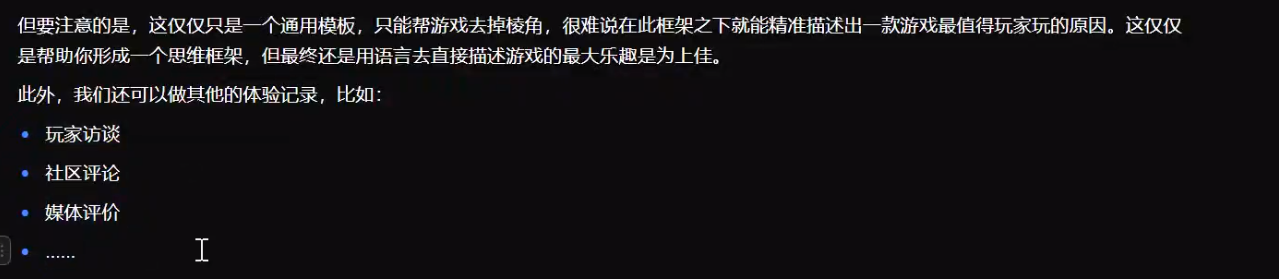 但要注意的是，这仅仅只是一个通用模板，只能帮游戏去掉棱角，很难说在此框架之下就能精准描述出一款游戏最值得玩家玩的原因。这仅仅
是帮助你形成一个思维框架，但最终还是用语言去直接描述游戏的最大乐趣是为上佳。
此外，我们还可以做其他的体验记录，比如：
• 玩家访谈
• 社区评论
• 媒体评价
• ......